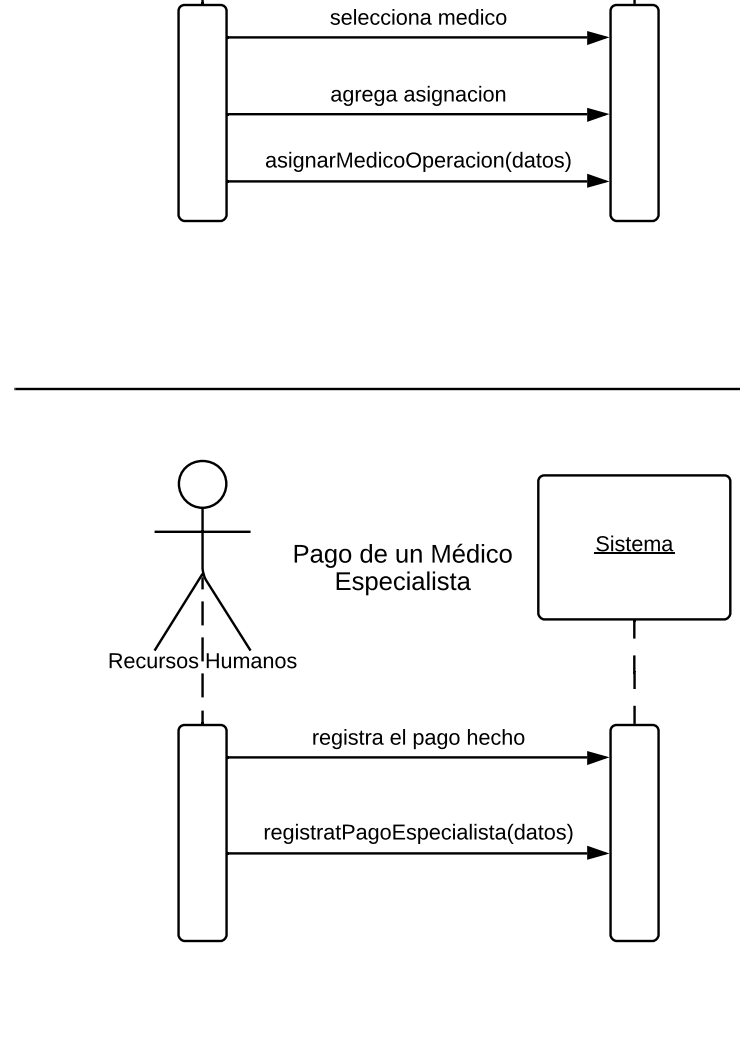 selecciona medico
agrega asignacion
asignarMedicoOperacion(datos)
Pago de un Médico
Especialista
Sistema
Recursos Humanos
registra el pago hecho
registratPagoEspecialista(datos)